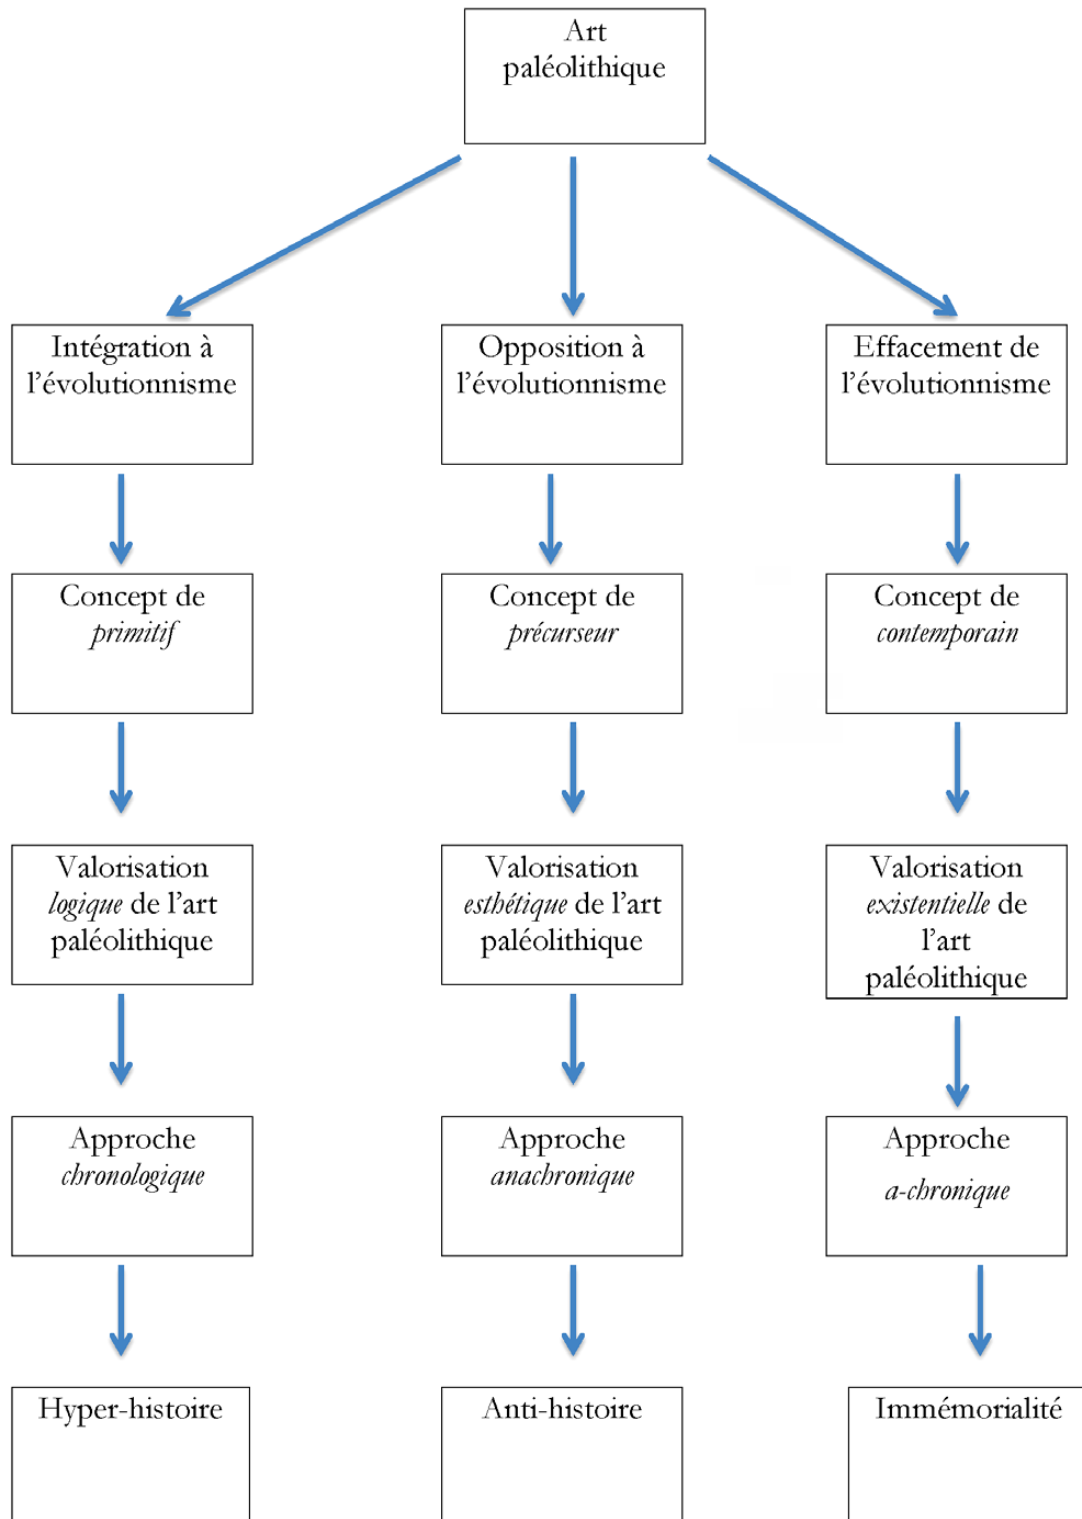 Art
paléolithique
Intégration à
l'évolutionnisme
Opposition à
l'évolutionnisme
Effacement de
l'évolutionnisme
Concept de
primitif
Concept de
précurseur
Concept de
contemporain
Valorisation
logique de l'art
paléolithique
Valorisation
esthétique de l'art
paléolithique
Valorisation
existentielle de
l'art
paléolithique
Approche
chronologique
Approche
anachronique
Approche
a-chronique
Hyper-histoire
Anti-histoire
Immémorialité